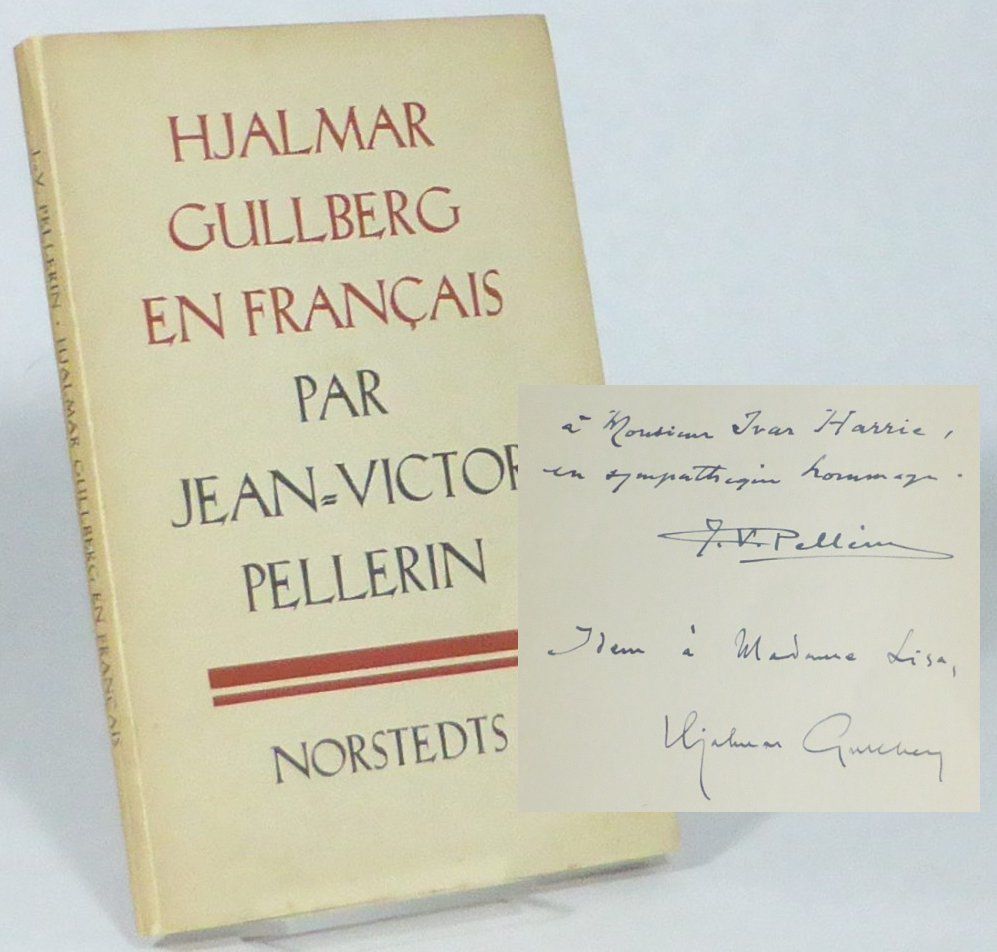 HJALMAR
GULLBERG
EN FRANÇAIS
PAR
JEAN=VICTOR
PELLERIN
NORSTEDTS
J.-V. PELLERIN · HJALMAR GULLBERG EN FRANÇAIS
à Monsieur Ivar Harrie,
en sympathique hommage.
J. V. Pellerin
Idem à Madame Lisa,
Hjalmar Gullberg